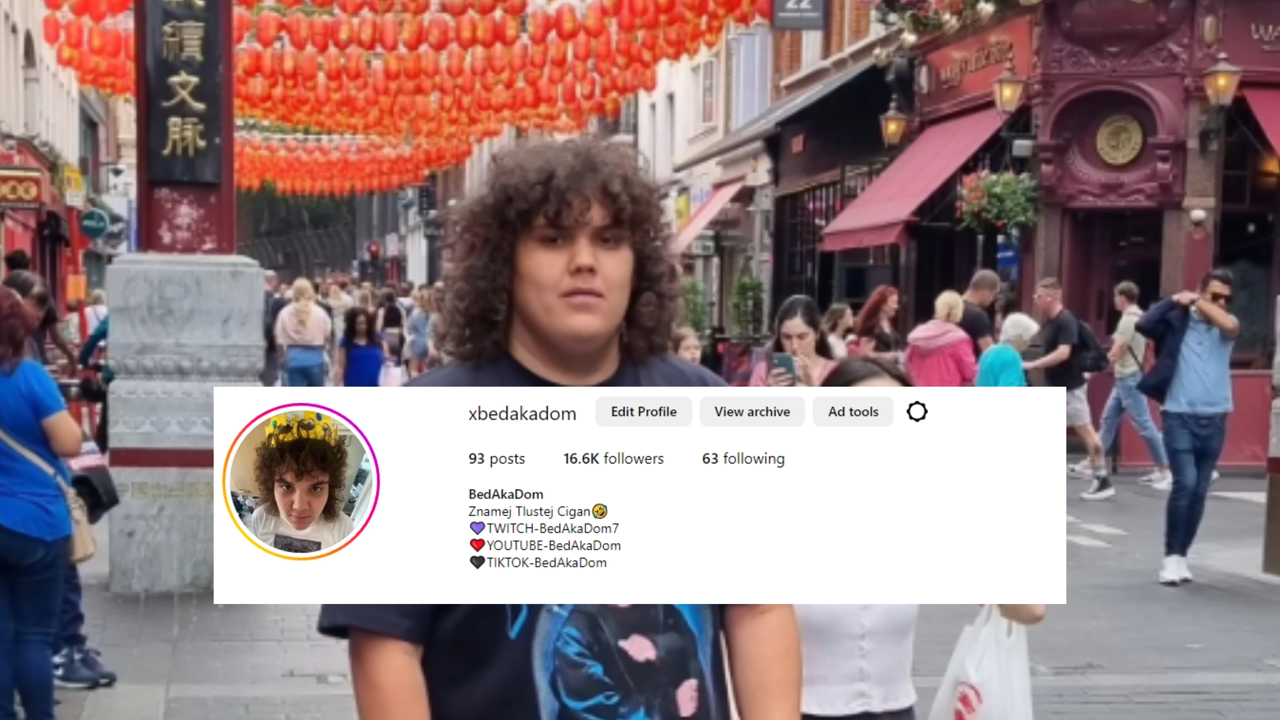 22
續
文
脈
xbedakadom Edit Profile View archive Ad tools
93 posts 16.6K followers 63 following
BedAkaDom
Znamej Tlustej Cigan🤣
💜TWITCH-BedAkaDom7
❤️YOUTUBE-BedAkaDom
🖤TIKTOK-BedAkaDom